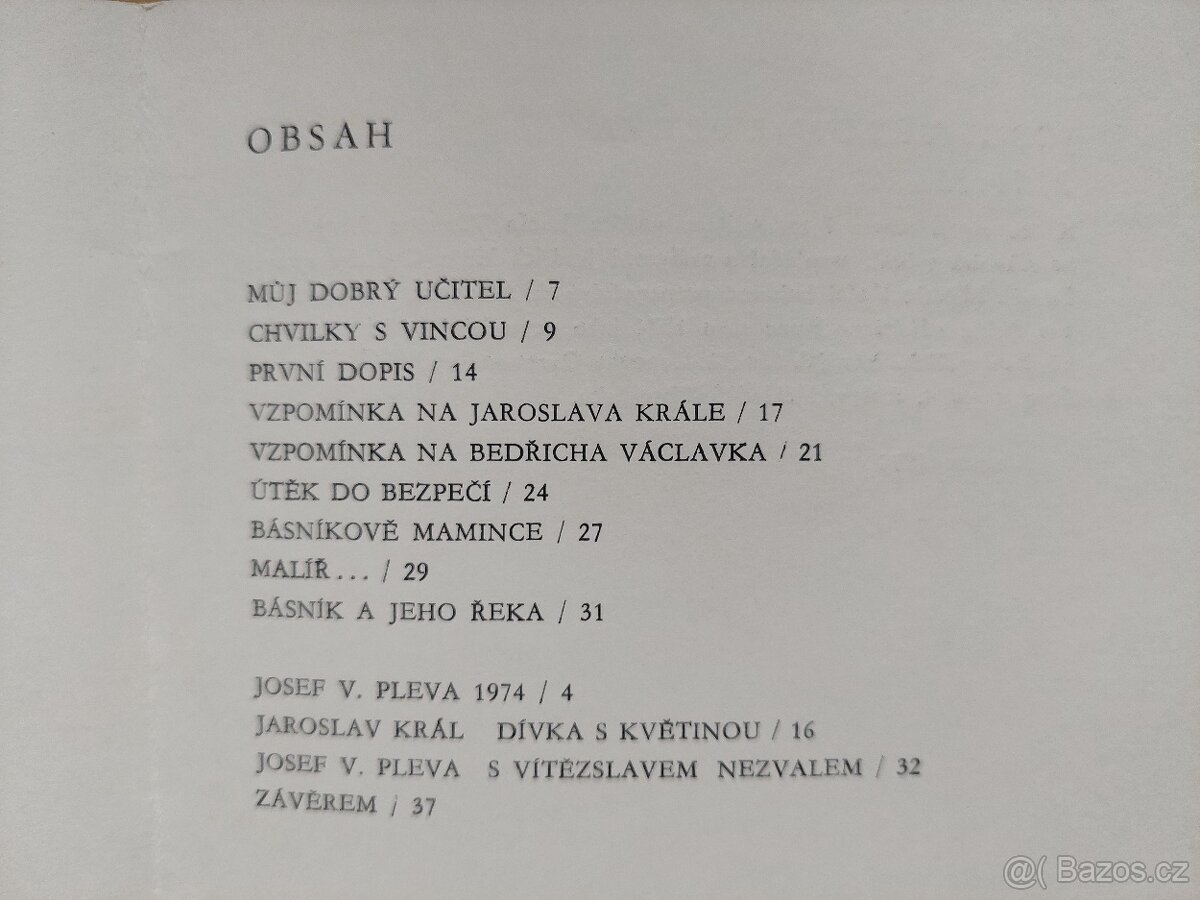 OBSAH
MŮJ DOBRÝ UČITEL / 7
CHVILKY S VINCOU / 9
PRVNÍ DOPIS / 14
VZPOMÍNKA NA JAROSLAVA KRÁLE / 17
VZPOMÍNKA NA BEDŘICHA VÁCLAVKA / 21
ÚTĚK DO BEZPEČÍ / 24
BÁSNÍKOVĚ MAMINCE / 27
MALÍŘ... / 29
BÁSNÍK A JEHO ŘEKA / 31
JOSEF V. PLEVA 1974 / 4
JAROSLAV KRÁL DÍVKA S KVĚTINOU / 16
JOSEF V. PLEVA S VÍTĚZSLAVEM NEZVALEM / 32
ZÁVĚREM / 37
@( Bazos.cz